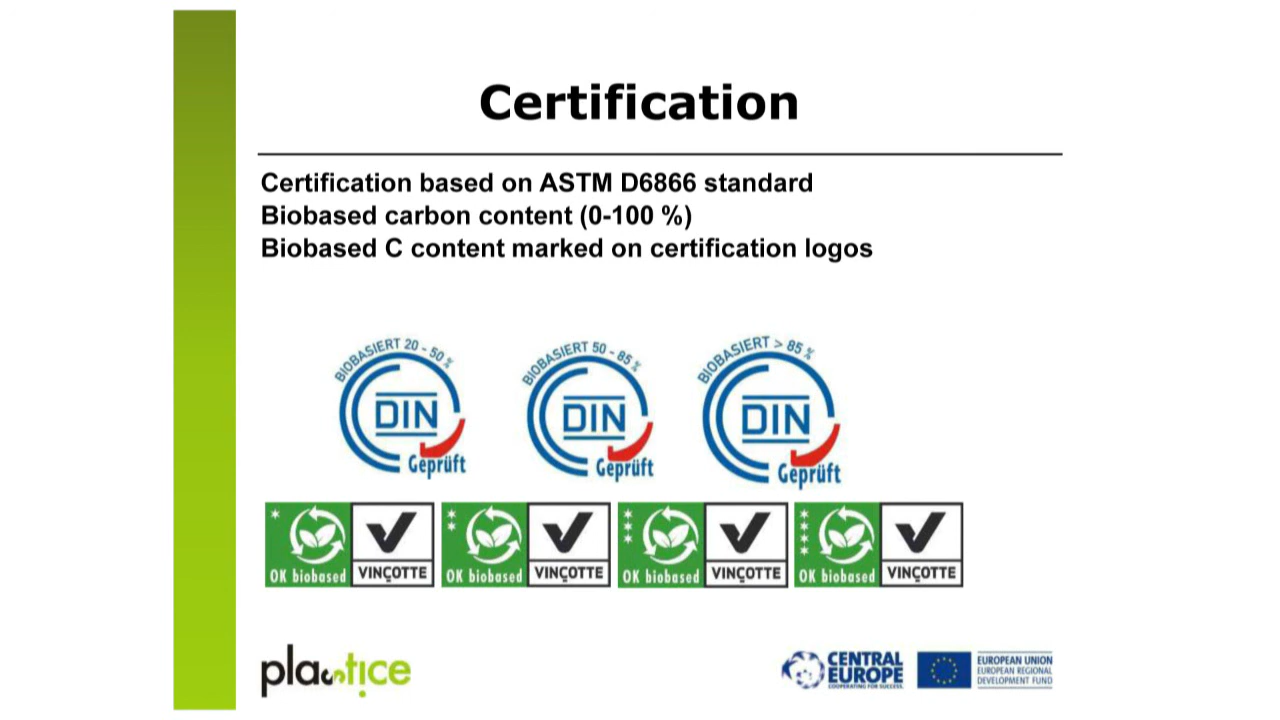 Certification
Certification based on ASTM D6866 standard
Biobased carbon content (0-100 %)
Biobased C content marked on certification logos
BIOBASIERT 20 - 50 %
DIN
Geprüft
BIOBASIERT 50 - 85 %
DIN
Geprüft
BIOBASIERT > 85 %
DIN
Geprüft
OK biobased
VINÇOTTE
OK biobased
VINÇOTTE
OK biobased
VINÇOTTE
OK biobased
VINÇOTTE
plastice
CENTRAL
EUROPE
COOPERATING FOR SUCCESS.
EUROPEAN UNION
EUROPEAN REGIONAL
DEVELOPMENT FUND